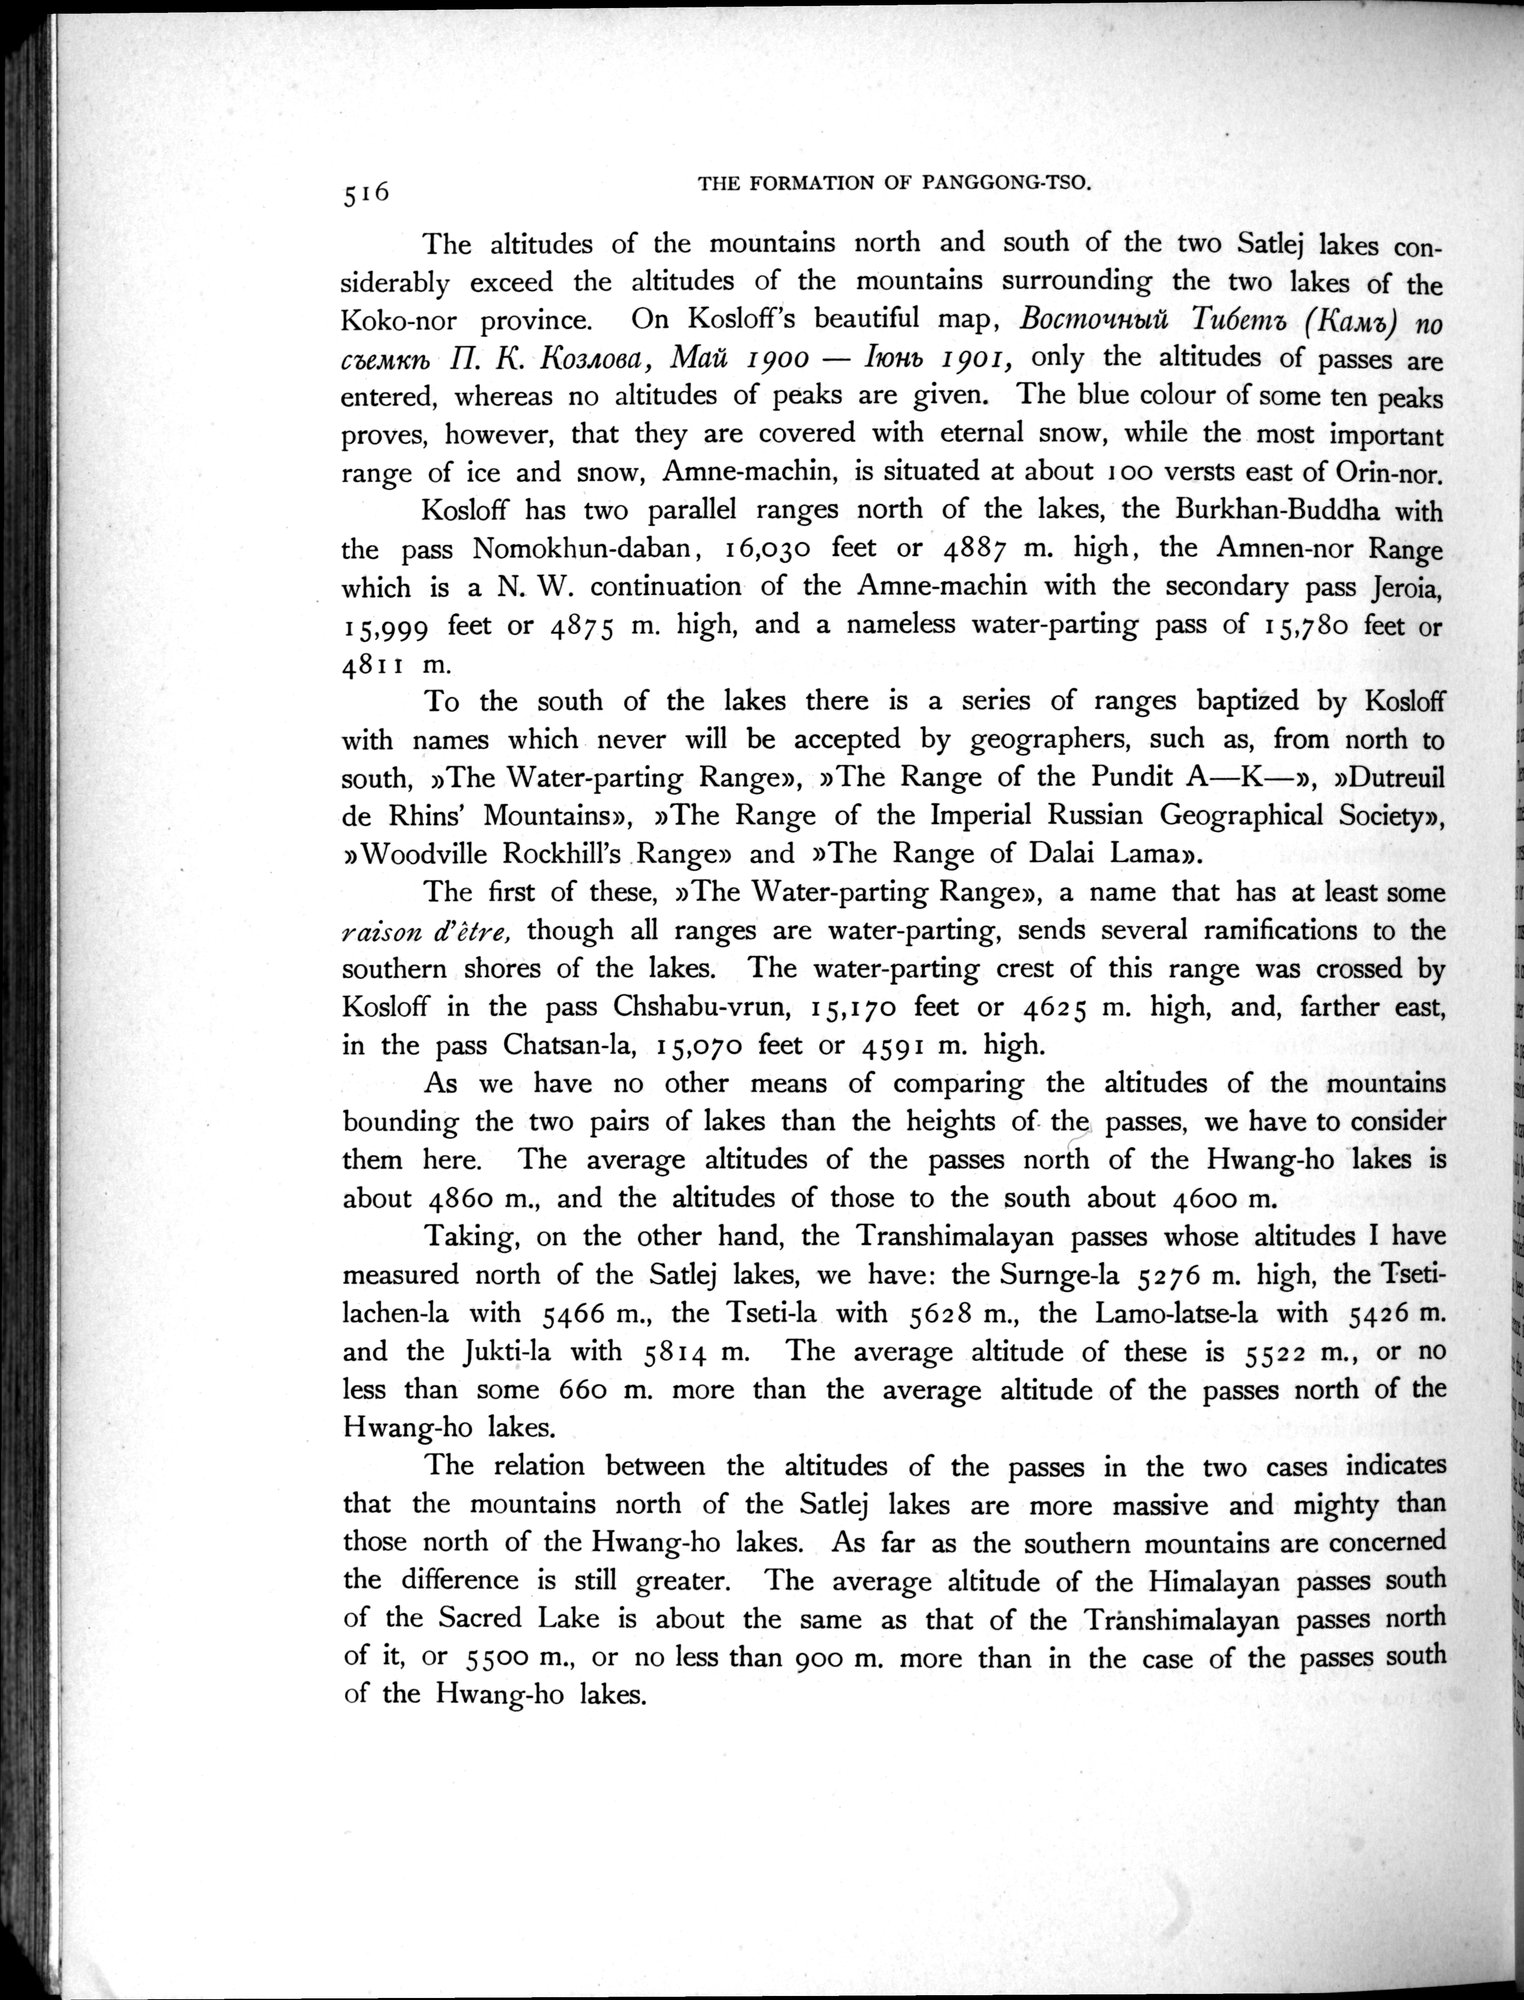 516
THE FORMATION OF PANGGONG-TSO.
The altitudes of the mountains north and south of the two Satlej lakes con-
siderably exceed the altitudes of the mountains surrounding the two lakes of the
Koko-nor province. On Kosloff's beautiful map, Восточный Тибетъ (Камъ) по
съемкѣ П. К. Козлова, Май 1900 — Іюнь 1901, only the altitudes of passes are
entered, whereas no altitudes of peaks are given. The blue colour of some ten peaks
proves, however, that they are covered with eternal snow, while the most important
range of ice and snow, Amne-machin, is situated at about 100 versts east of Orin-nor.
Kosloff has two parallel ranges north of the lakes, the Burkhan-Buddha with
the pass Nomokhun-daban, 16,030 feet or 4887 m. high, the Amnen-nor Range
which is a N. W. continuation of the Amne-machin with the secondary pass Jeroia,
15,999 feet or 4875 m. high, and a nameless water-parting pass of 15,780 feet or
4811 m.
To the south of the lakes there is a series of ranges baptized by Kosloff
with names which never will be accepted by geographers, such as, from north to
south, »The Water-parting Range», »The Range of the Pundit A—K—», »Dutreuil
de Rhins' Mountains», »The Range of the Imperial Russian Geographical Society»,
»Woodville Rockhill's Range» and »The Range of Dalai Lama».
The first of these, »The Water-parting Range», a name that has at least some
raison d'être, though all ranges are water-parting, sends several ramifications to the
southern shores of the lakes. The water-parting crest of this range was crossed by
Kosloff in the pass Chshabu-vrun, 15,170 feet or 4625 m. high, and, farther east,
in the pass Chatsan-la, 15,070 feet or 4591 m. high.
As we have no other means of comparing the altitudes of the mountains
bounding the two pairs of lakes than the heights of the passes, we have to consider
them here. The average altitudes of the passes north of the Hwang-ho lakes is
about 4860 m., and the altitudes of those to the south about 4600 m.
Taking, on the other hand, the Transhimalayan passes whose altitudes I have
measured north of the Satlej lakes, we have: the Surnge-la 5276 m. high, the Tseti-
lachen-la with 5466 m., the Tseti-la with 5628 m., the Lamo-latse-la with 5426 m.
and the Jukti-la with 5814 m. The average altitude of these is 5522 m., or no
less than some 660 m. more than the average altitude of the passes north of the
Hwang-ho lakes.
The relation between the altitudes of the passes in the two cases indicates
that the mountains north of the Satlej lakes are more massive and mighty than
those north of the Hwang-ho lakes. As far as the southern mountains are concerned
the difference is still greater. The average altitude of the Himalayan passes south
of the Sacred Lake is about the same as that of the Transhimalayan passes north
of it, or 5500 m., or no less than 900 m. more than in the case of the passes south
of the Hwang-ho lakes.